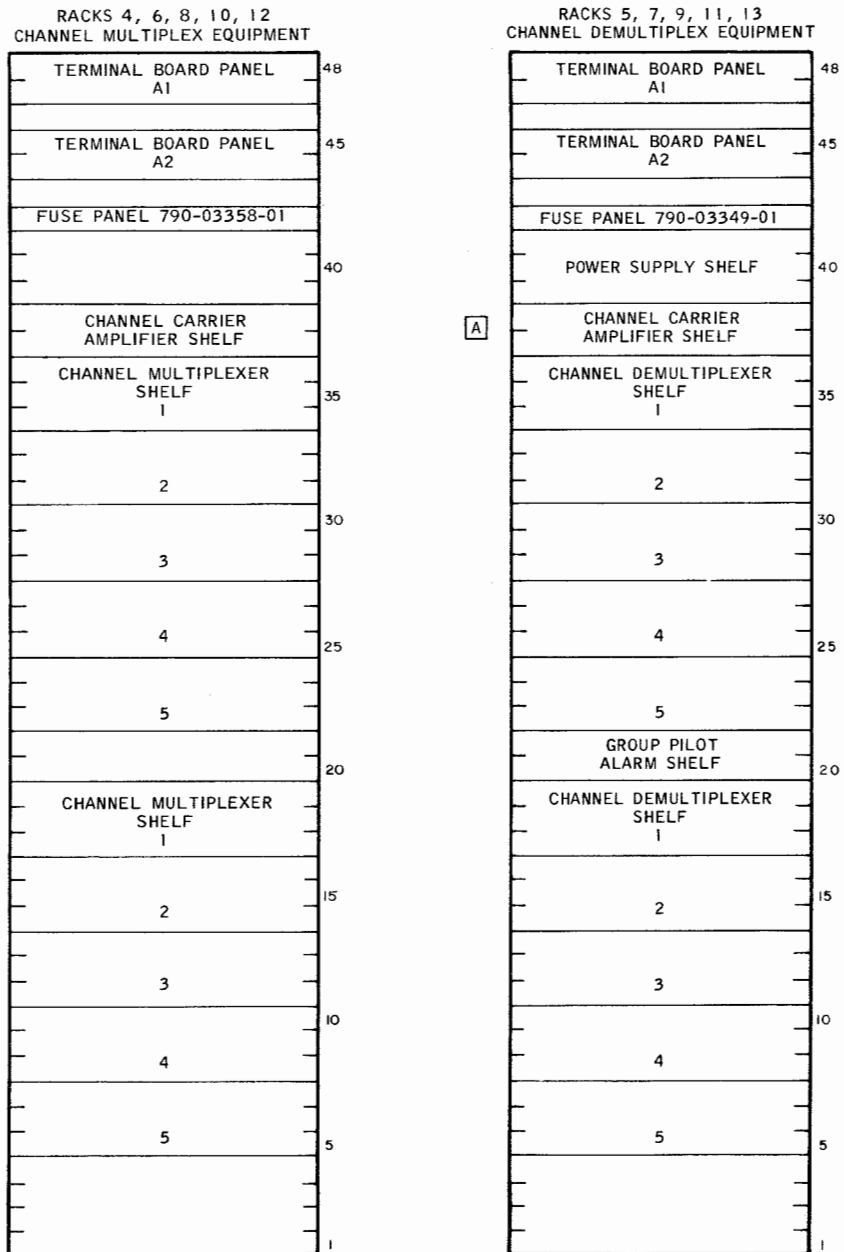 RACKS 4, 6, 8, 10, 12
CHANNEL MULTIPLEX EQUIPMENT
TERMINAL BOARD PANEL
A1
48
TERMINAL BOARD PANEL
A2
45
FUSE PANEL 790-03358-01
40
CHANNEL CARRIER
AMPLIFIER SHELF
CHANNEL MULTIPLEXER
SHELF
1
35
2
30
3
4
25
5
20
CHANNEL MULTIPLEXER
SHELF
1
15
2
3
10
4
5
5
1
RACKS 5, 7, 9, 11, 13
CHANNEL DEMULTIPLEX EQUIPMENT
TERMINAL BOARD PANEL
A1
48
TERMINAL BOARD PANEL
A2
45
FUSE PANEL 790-03349-01
POWER SUPPLY SHELF
40
A
CHANNEL CARRIER
AMPLIFIER SHELF
CHANNEL DEMULTIPLEXER
SHELF
1
35
2
30
3
4
25
5
GROUP PILOT
ALARM SHELF
20
CHANNEL DEMULTIPLEXER
SHELF
1
15
2
3
10
4
5
5
1